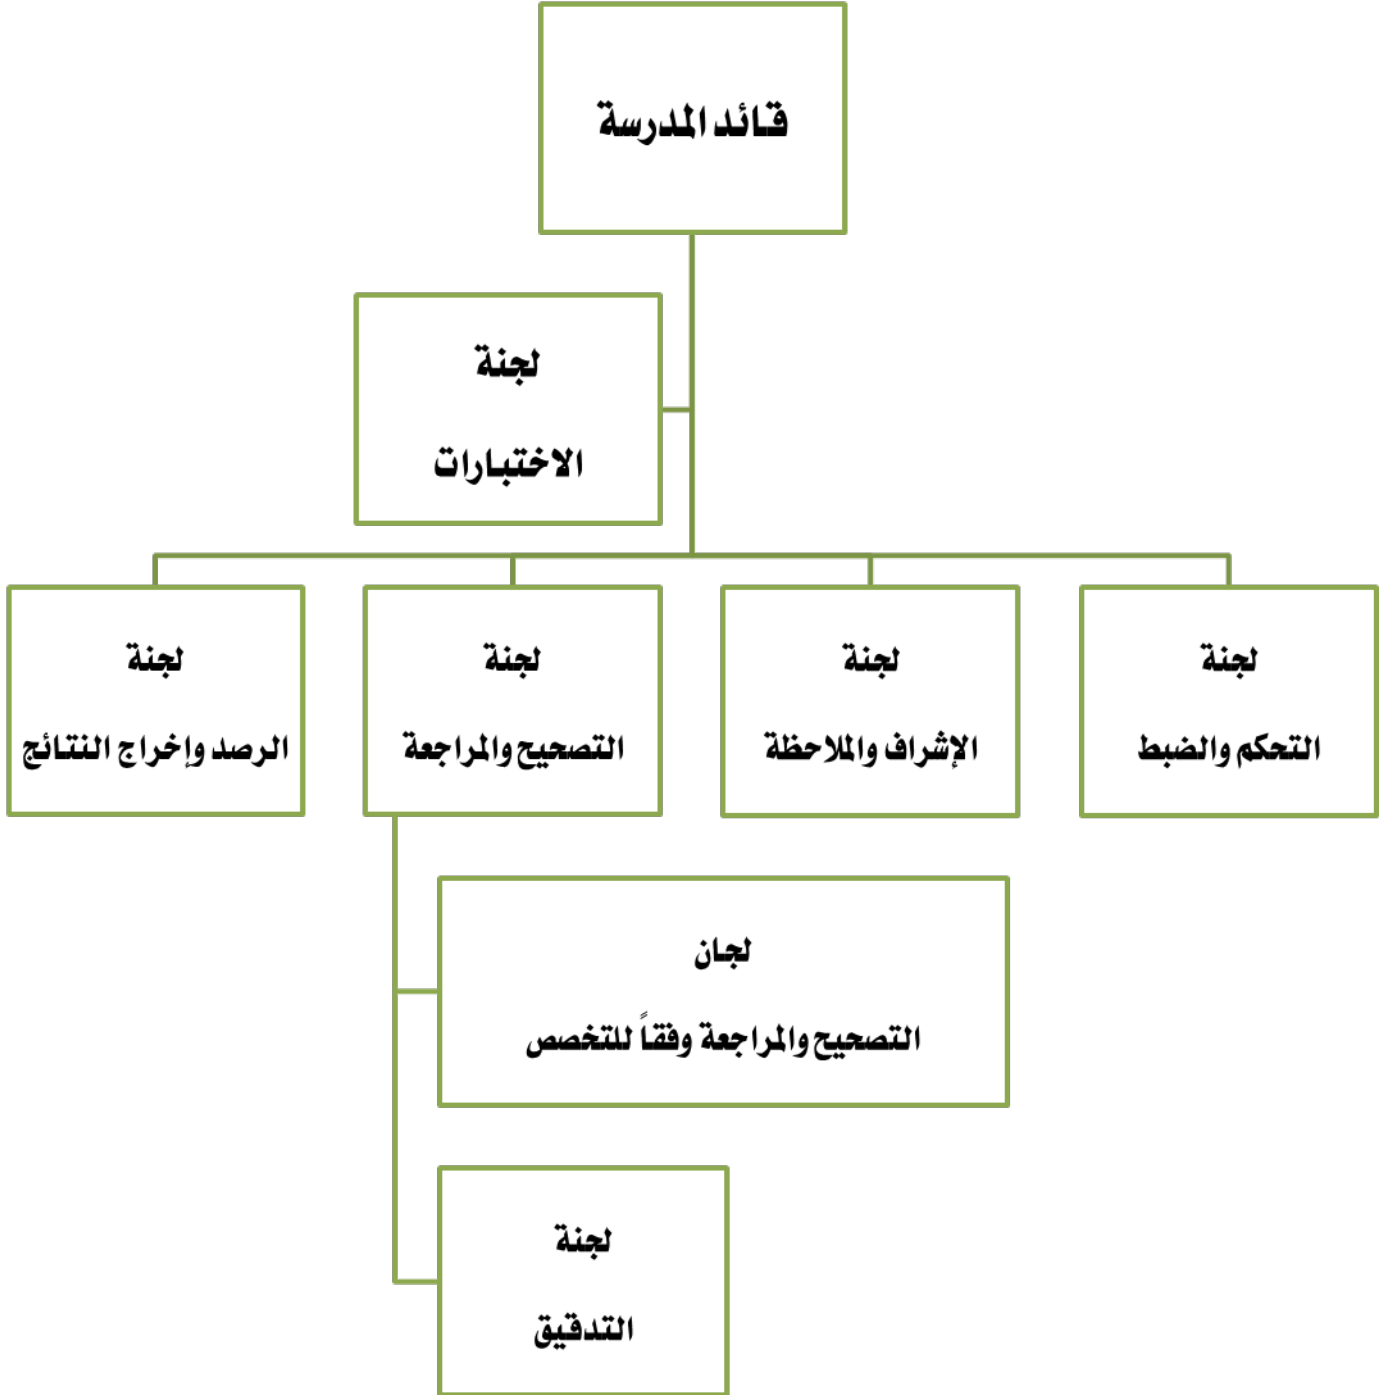 قائد المدرسة
لجنة
الاختبارات
لجنة
التحكم والضبط
لجنة
الإشراف والملاحظة
لجنة
التصحيح والمراجعة
لجنة
الرصد وإخراج النتائج
لجان
التصحيح والمراجعة وفقاً للتخصص
لجنة
التدقيق